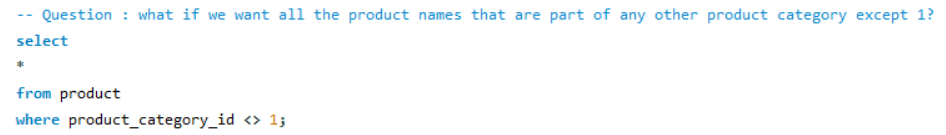 -- Question : what if we want all the product names that are part of any other product category except 1?
select
*
from product
where product_category_id <> 1;